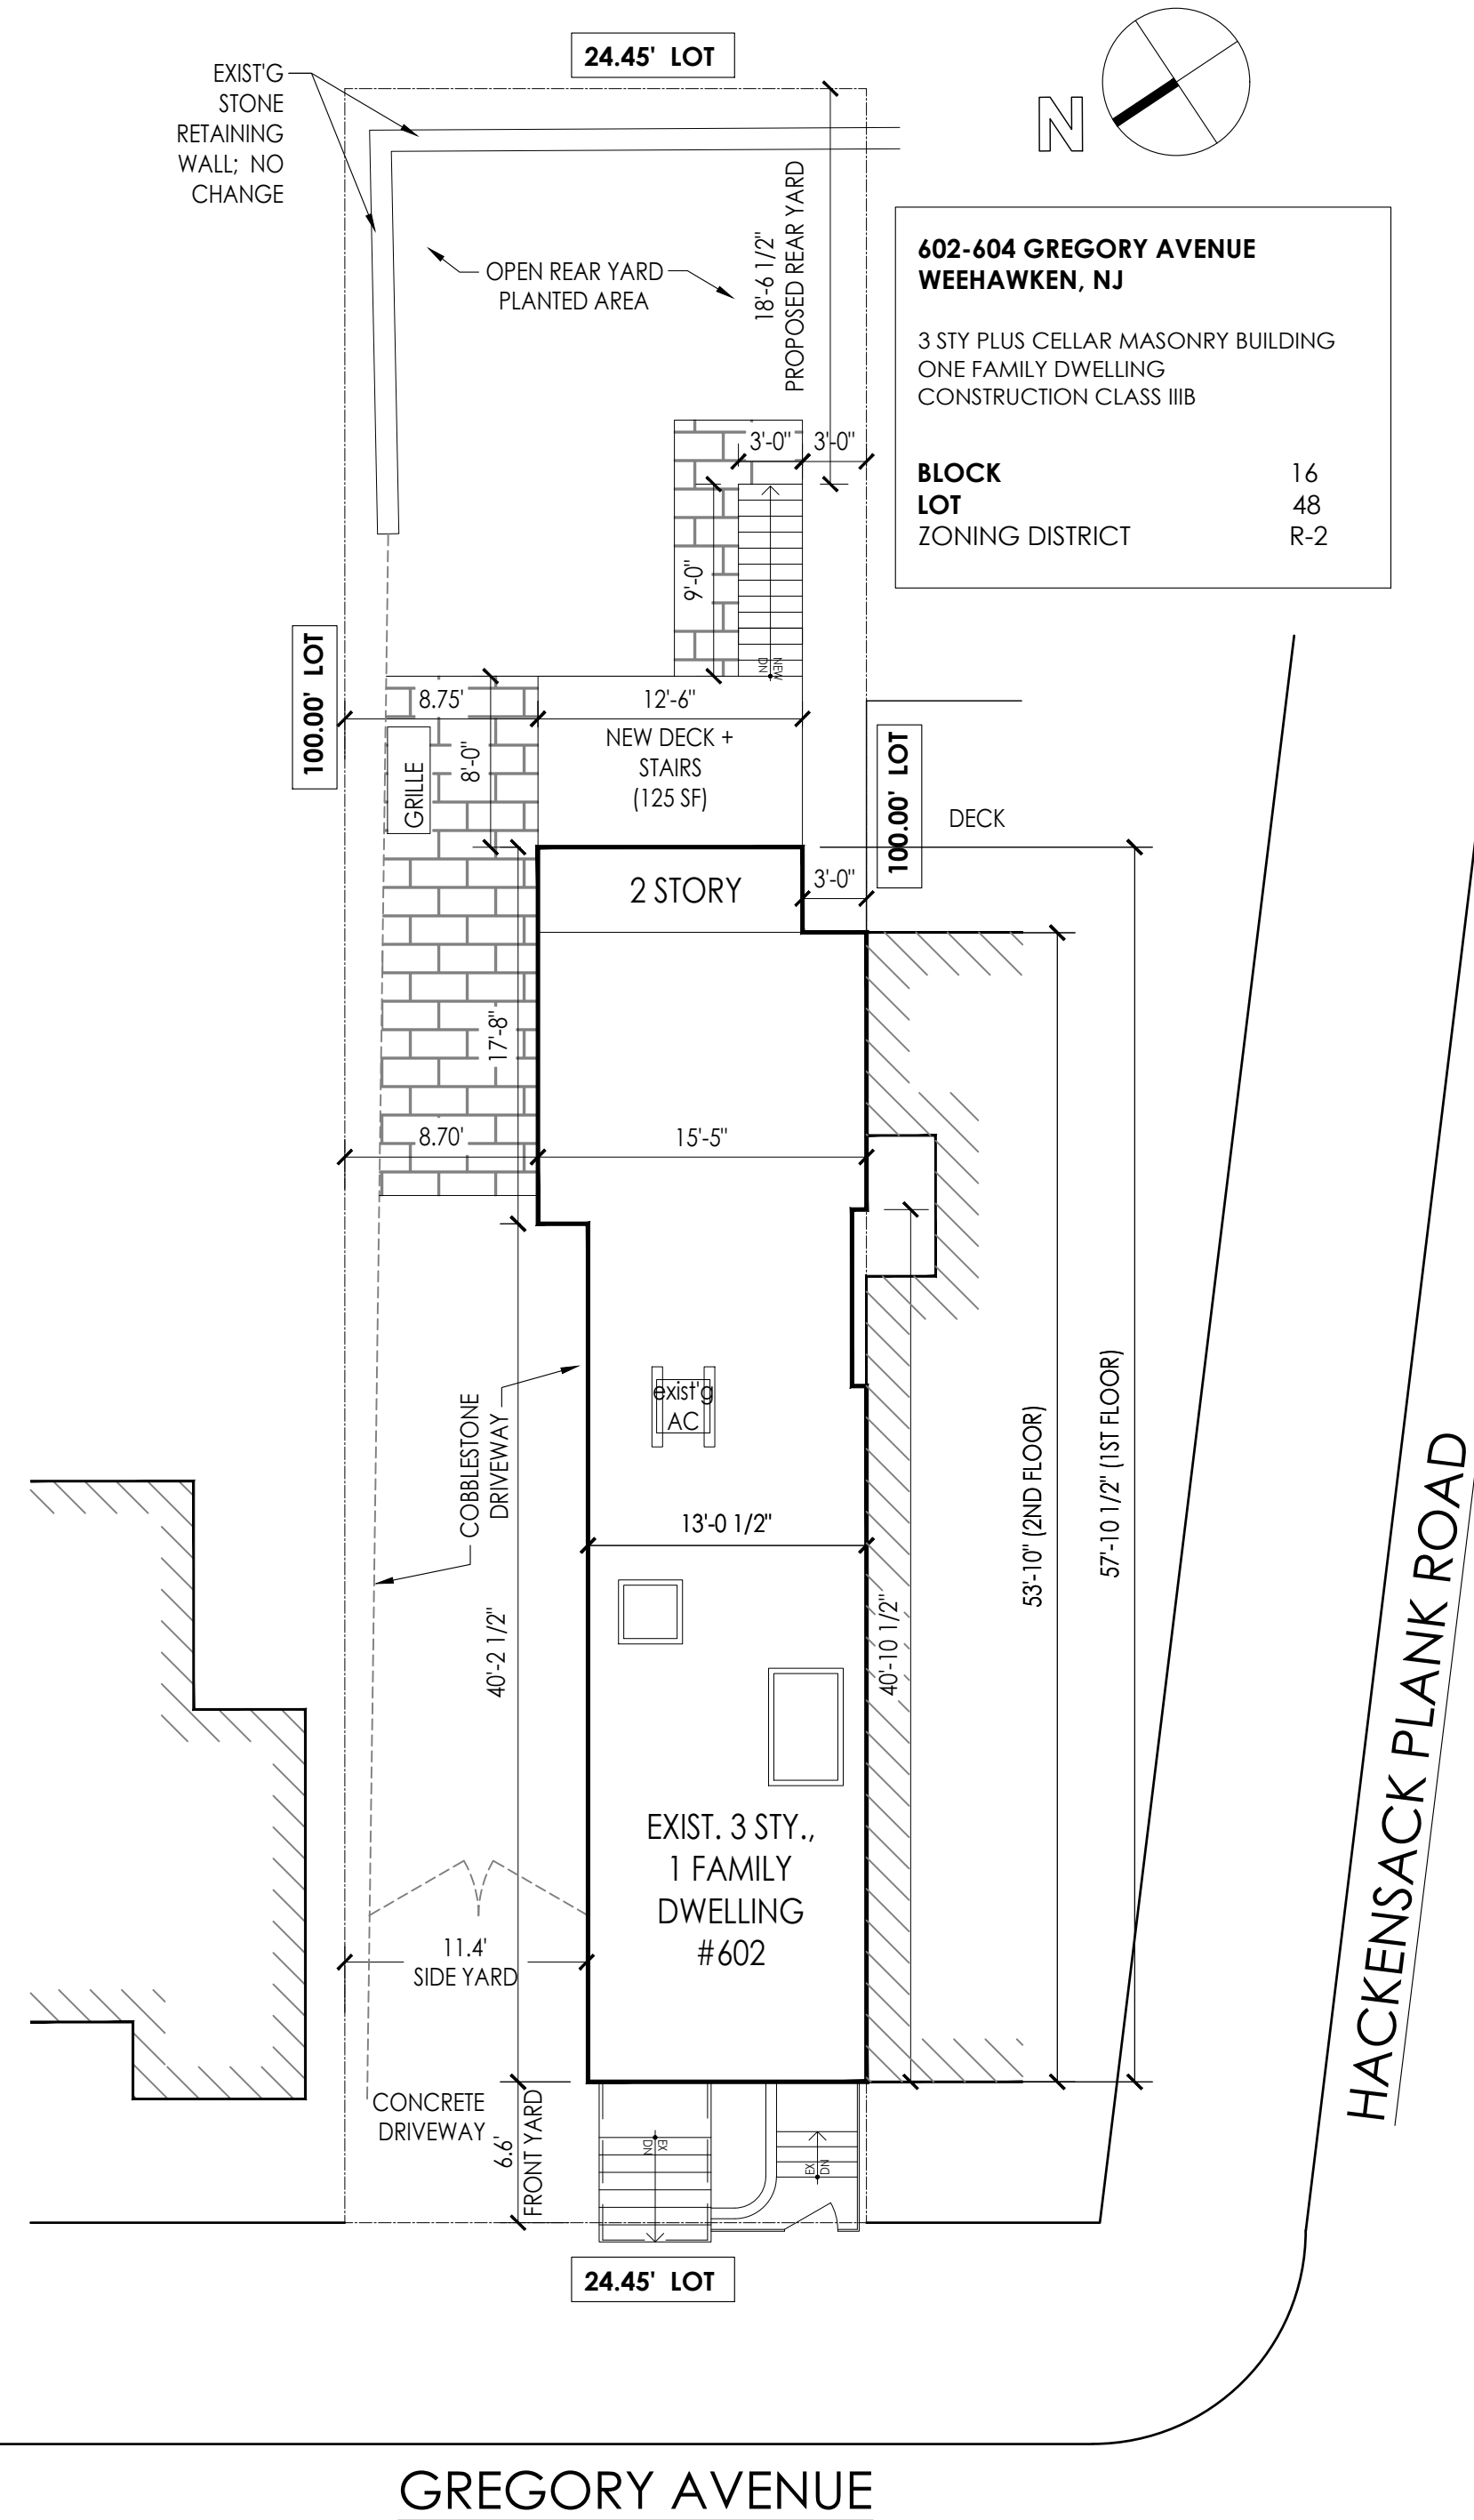 24.45' LOT
N
EXIST'G
STONE
RETAINING
WALL; NO
CHANGE
602-604 GREGORY AVENUE
WEEHAWKEN, NJ
3 STY PLUS CELLAR MASONRY BUILDING
ONE FAMILY DWELLING
CONSTRUCTION CLASS IIIB
BLOCK 16
LOT 48
ZONING DISTRICT R-2
OPEN REAR YARD
PLANTED AREA
18'-6 1/2"
PROPOSED REAR YARD
3'-0"
3'-0"
9'-0"
NEW
DN
100.00' LOT
8.75'
12'-6"
8'-0"
GRILLE
NEW DECK +
STAIRS
(125 SF)
100.00' LOT
DECK
2 STORY
3'-0"
17'-8"
8.70'
15'-5"
exist'g
AC
COBBLESTONE
DRIVEWAY
13'-0 1/2"
40'-2 1/2"
40'-10 1/2"
53'-10" (2ND FLOOR)
57'-10 1/2" (1ST FLOOR)
HACKENSACK PLANK ROAD
EXIST. 3 STY.,
1 FAMILY
DWELLING
#602
11.4'
SIDE YARD
CONCRETE
DRIVEWAY
6.6'
FRONT YARD
EX
DN
EX
DN
24.45' LOT
GREGORY AVENUE